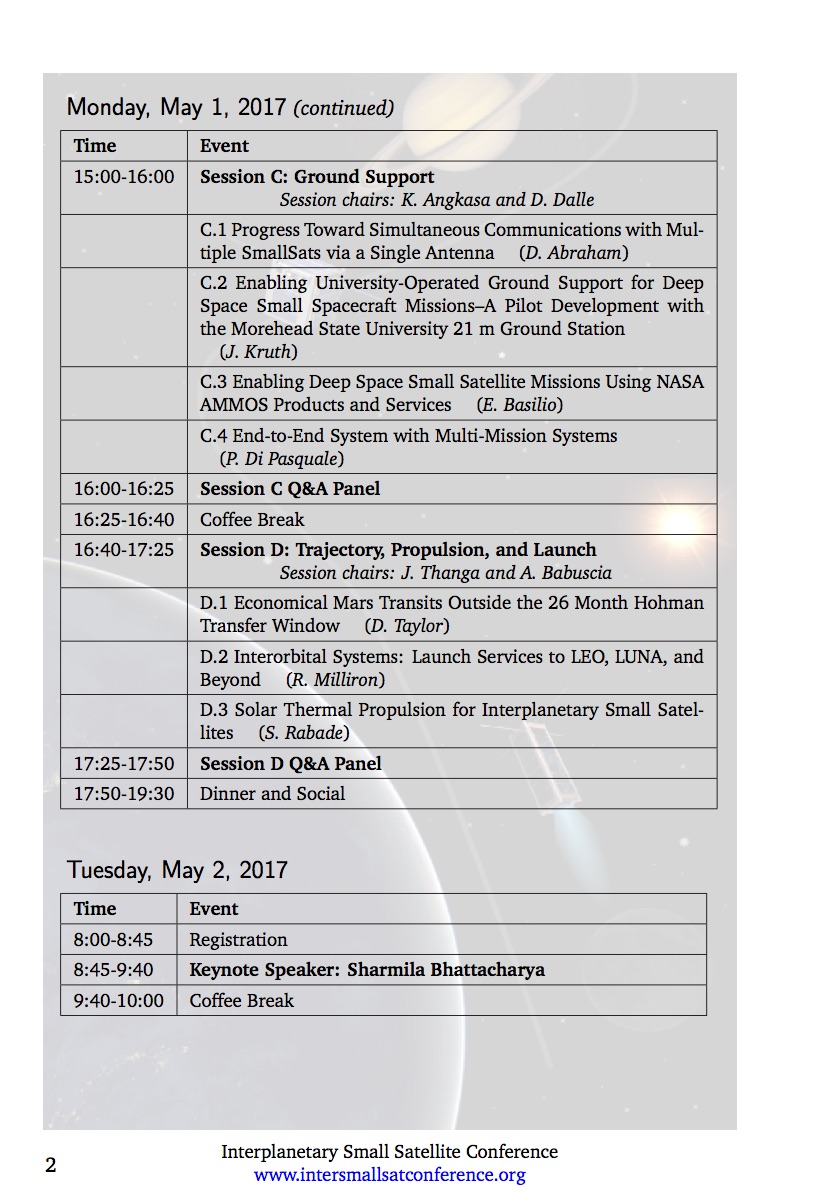 Monday, May 1, 2017 (continued)
Time Event
15:00-16:00 Session C: Ground Support
Session chairs: K. Angkasa and D. Dalle
C.1 Progress Toward Simultaneous Communications with Mul-
tiple SmallSats via a Single Antenna (D. Abraham)
C.2 Enabling University-Operated Ground Support for Deep
Space Small Spacecraft Missions–A Pilot Development with
the Morehead State University 21 m Ground Station
(J. Kruth)
C.3 Enabling Deep Space Small Satellite Missions Using NASA
AMMOS Products and Services (E. Basilio)
C.4 End-to-End System with Multi-Mission Systems
(P. Di Pasquale)
16:00-16:25 Session C Q&A Panel
16:25-16:40 Coffee Break
16:40-17:25 Session D: Trajectory, Propulsion, and Launch
Session chairs: J. Thanga and A. Babuscia
D.1 Economical Mars Transits Outside the 26 Month Hohman
Transfer Window (D. Taylor)
D.2 Interorbital Systems: Launch Services to LEO, LUNA, and
Beyond (R. Milliron)
D.3 Solar Thermal Propulsion for Interplanetary Small Satel-
lites (S. Rabade)
17:25-17:50 Session D Q&A Panel
17:50-19:30 Dinner and Social
Tuesday, May 2, 2017
Time Event
8:00-8:45 Registration
8:45-9:40 Keynote Speaker: Sharmila Bhattacharya
9:40-10:00 Coffee Break
Interplanetary Small Satellite Conference
2 www.intersmallsatconference.org